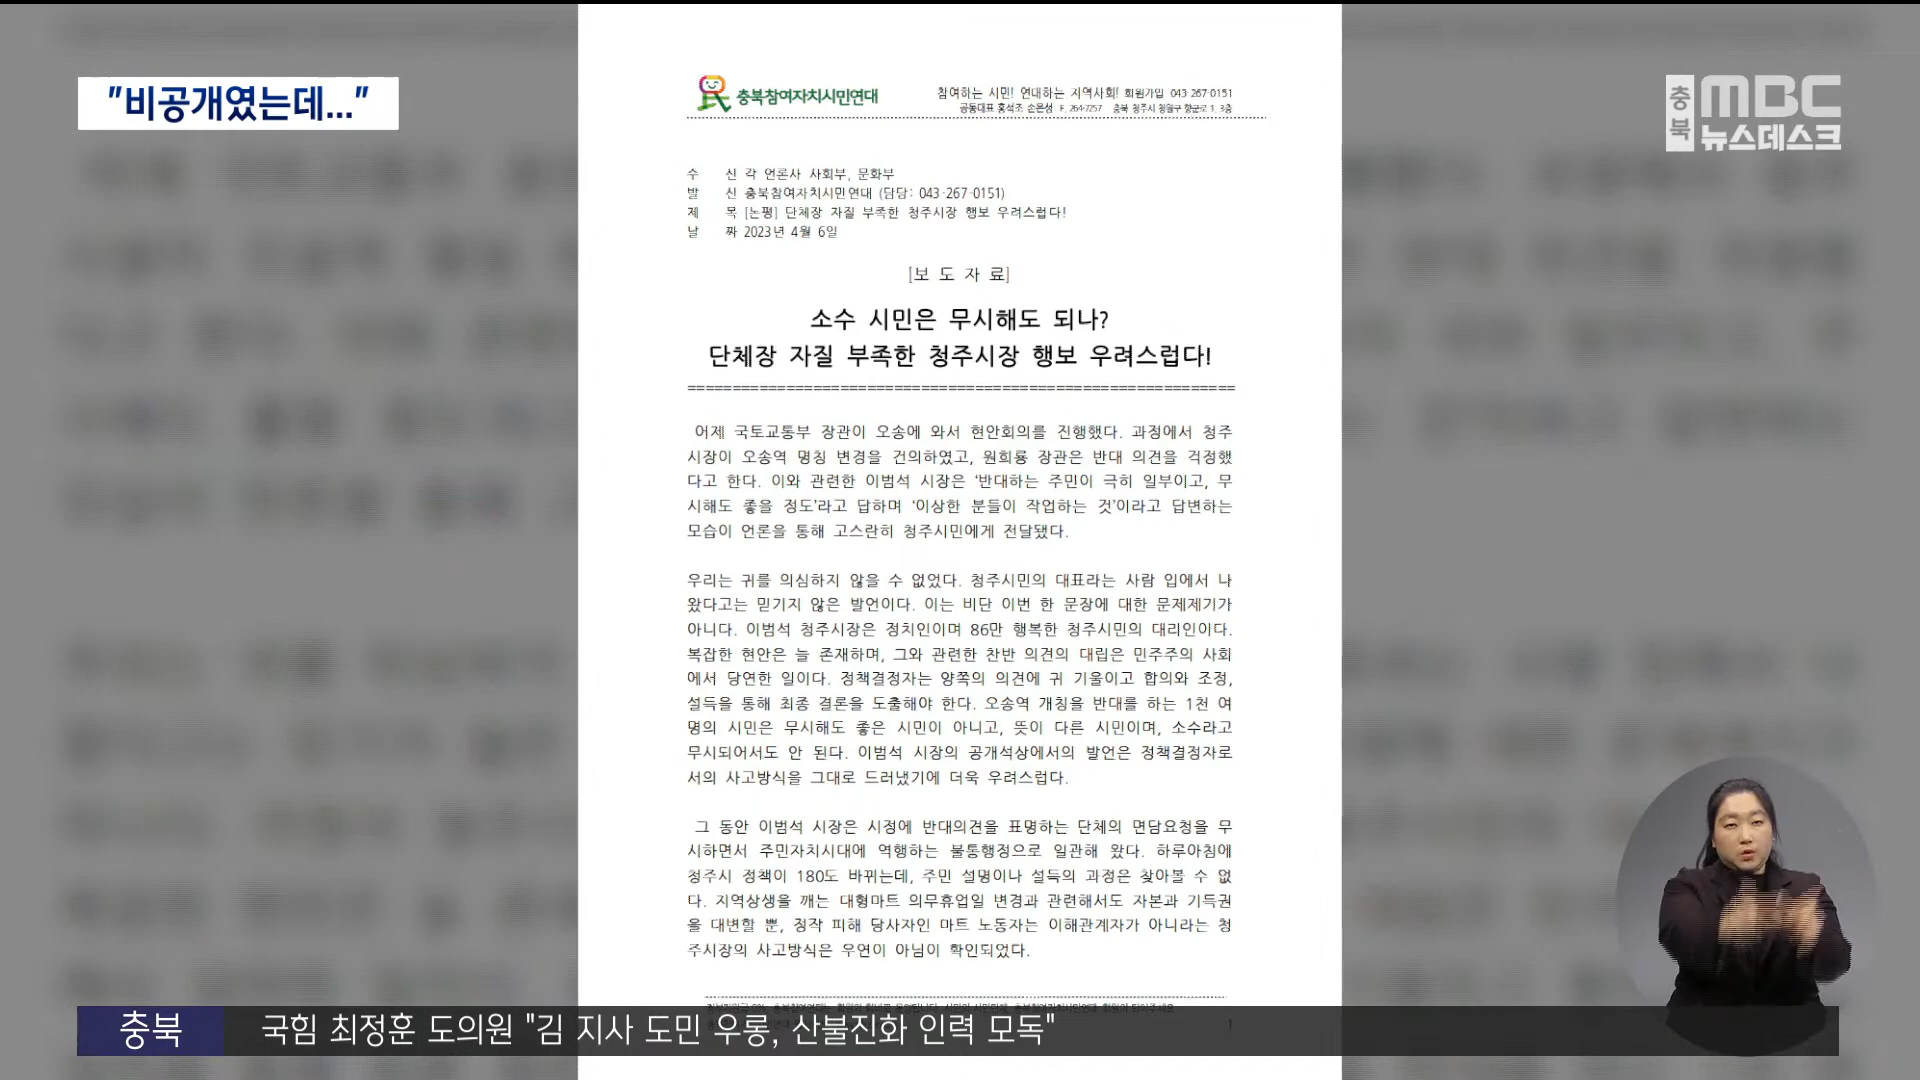 "비공개였는데..."
충북
MBC
뉴스데스크
충북참여자치시민연대
참여하는 시민! 연대하는 지역사회! 회원가입 043-267-0151
공동대표 홍석조 손은성 F. 264-7257 충북 청주시 청원구 향군로 1, 3층
수 신 각 언론사 사회부, 문화부
발 신 충북참여자치시민연대 (담당: 043-267-0151)
제 목 [논평] 단체장 자질 부족한 청주시장 행보 우려스럽다!
날 짜 2023년 4월 6일
[보 도 자 료]
소수 시민은 무시해도 되나?
단체장 자질 부족한 청주시장 행보 우려스럽다!
어제 국토교통부 장관이 오송에 와서 현안회의를 진행했다. 과정에서 청주
시장이 오송역 명칭 변경을 건의하였고, 원희룡 장관은 반대 의견을 걱정했
다고 한다. 이와 관련한 이범석 시장은 '반대하는 주민이 극히 일부이고, 무
시해도 좋을 정도'라고 답하며 '이상한 분들이 작업하는 것'이라고 답변하는
모습이 언론을 통해 고스란히 청주시민에게 전달됐다.
우리는 귀를 의심하지 않을 수 없었다. 청주시민의 대표라는 사람 입에서 나
왔다고는 믿기지 않은 발언이다. 이는 비단 이번 한 문장에 대한 문제제기가
아니다. 이범석 청주시장은 정치인이며 86만 행복한 청주시민의 대리인이다.
복잡한 현안은 늘 존재하며, 그와 관련한 찬반 의견의 대립은 민주주의 사회
에서 당연한 일이다. 정책결정자는 양쪽의 의견에 귀 기울이고 합의와 조정,
설득을 통해 최종 결론을 도출해야 한다. 오송역 개칭을 반대를 하는 1천 여
명의 시민은 무시해도 좋은 시민이 아니고, 뜻이 다른 시민이며, 소수라고
무시되어서도 안 된다. 이범석 시장의 공개석상에서의 발언은 정책결정자로
서의 사고방식을 그대로 드러냈기에 더욱 우려스럽다.
그 동안 이범석 시장은 시정에 반대의견을 표명하는 단체의 면담요청을 무
시하면서 주민자치시대에 역행하는 불통행정으로 일관해 왔다. 하루아침에
청주시 정책이 180도 바뀌는데, 주민 설명이나 설득의 과정은 찾아볼 수 없
다. 지역상생을 깨는 대형마트 의무휴업일 변경과 관련해서도 자본과 기득권
을 대변할 뿐, 정작 피해 당사자인 마트 노동자는 이해관계자가 아니라는 청
주시장의 사고방식은 우연이 아님이 확인되었다.
1
충북 국힘 최정훈 도의원 "김 지사 도민 우롱, 산불진화 인력 모독"